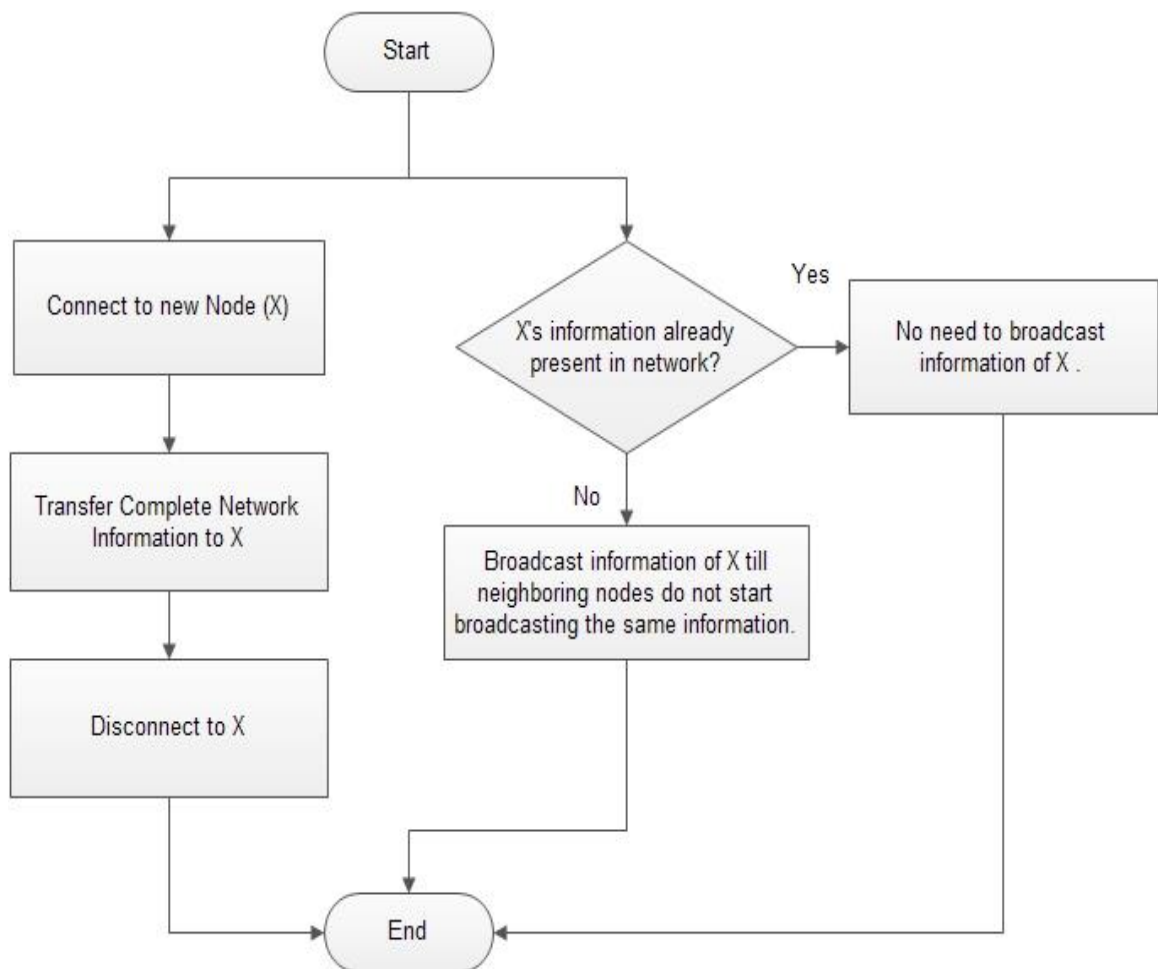 Start
Connect to new Node (X)
Transfer Complete Network
Information to X
Disconnect to X
X's information already
present in network?
Yes
No need to broadcast
information of X .
No
Broadcast information of X till
neighboring nodes do not start
broadcasting the same information.
End